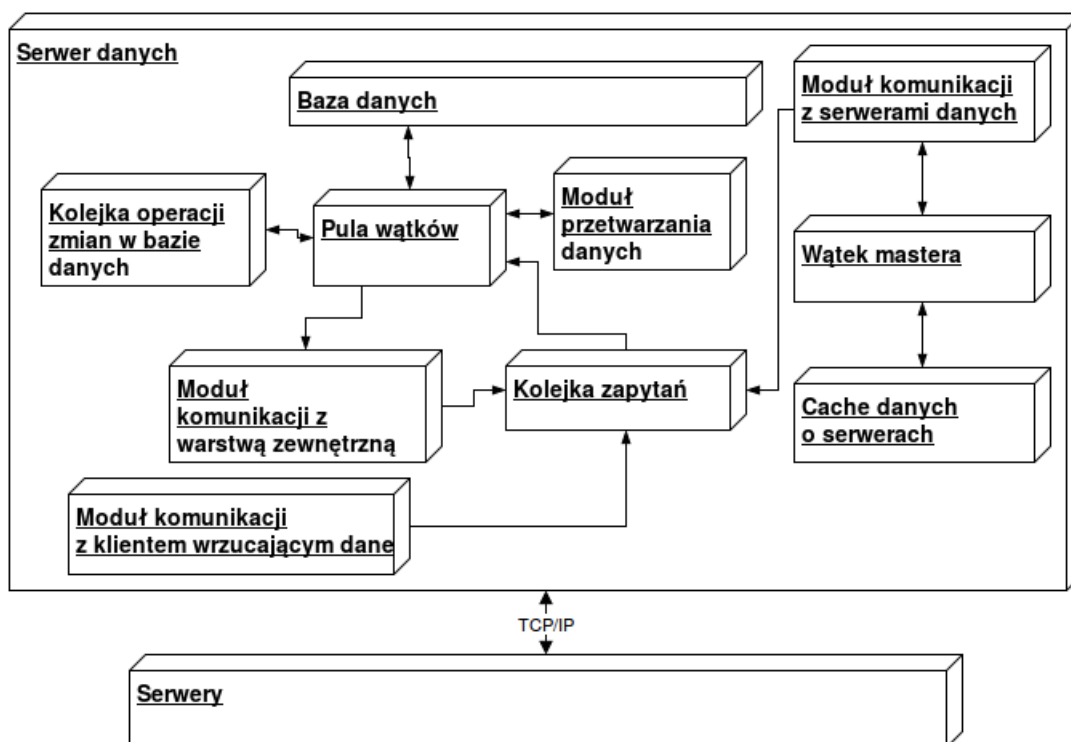 Serwer danych
Baza danych
Moduł komunikacji
z serwerami danych
Kolejka operacji
zmian w bazie
danych
Pula wątków
Moduł
przetwarzania
danych
Wątek mastera
Moduł
komunikacji z
warstwą zewnętrzną
Kolejka zapytań
Cache danych
o serwerach
Moduł komunikacji
z klientem wrzucającym dane
TCP/IP
Serwery